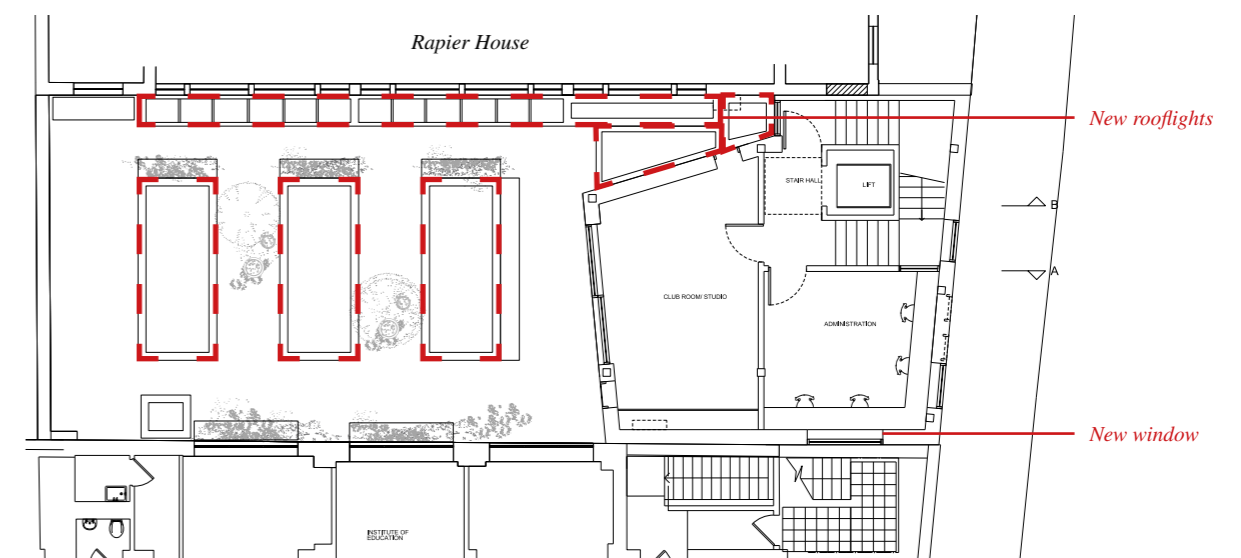 Rapier House
New rooflights
STAIR HALL
LIFT
B
A
CLUB ROOM/ STUDIO
ADMINISTRATION
New window
INSTITUTE OF
EDUCATION